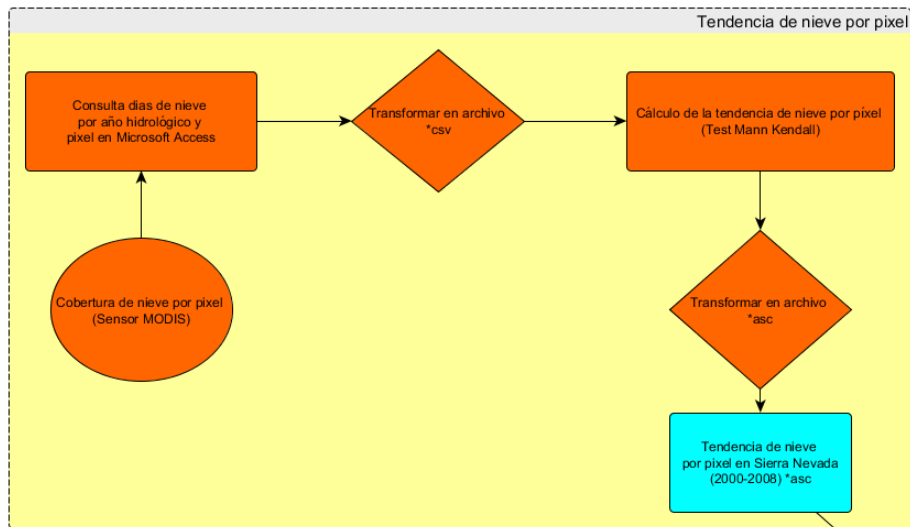 Tendencia de nieve por pixel
Consulta dias de nieve
por año hidrológico y
pixel en Microsoft Access
Transformar en archivo
*csv
Cálculo de la tendencia de nieve por píxel
(Test Mann Kendall)
Cobertura de nieve por pixel
(Sensor MODIS)
Transformar en archivo
*asc
Tendencia de nieve
por pixel en Sierra Nevada
(2000-2008) *asc